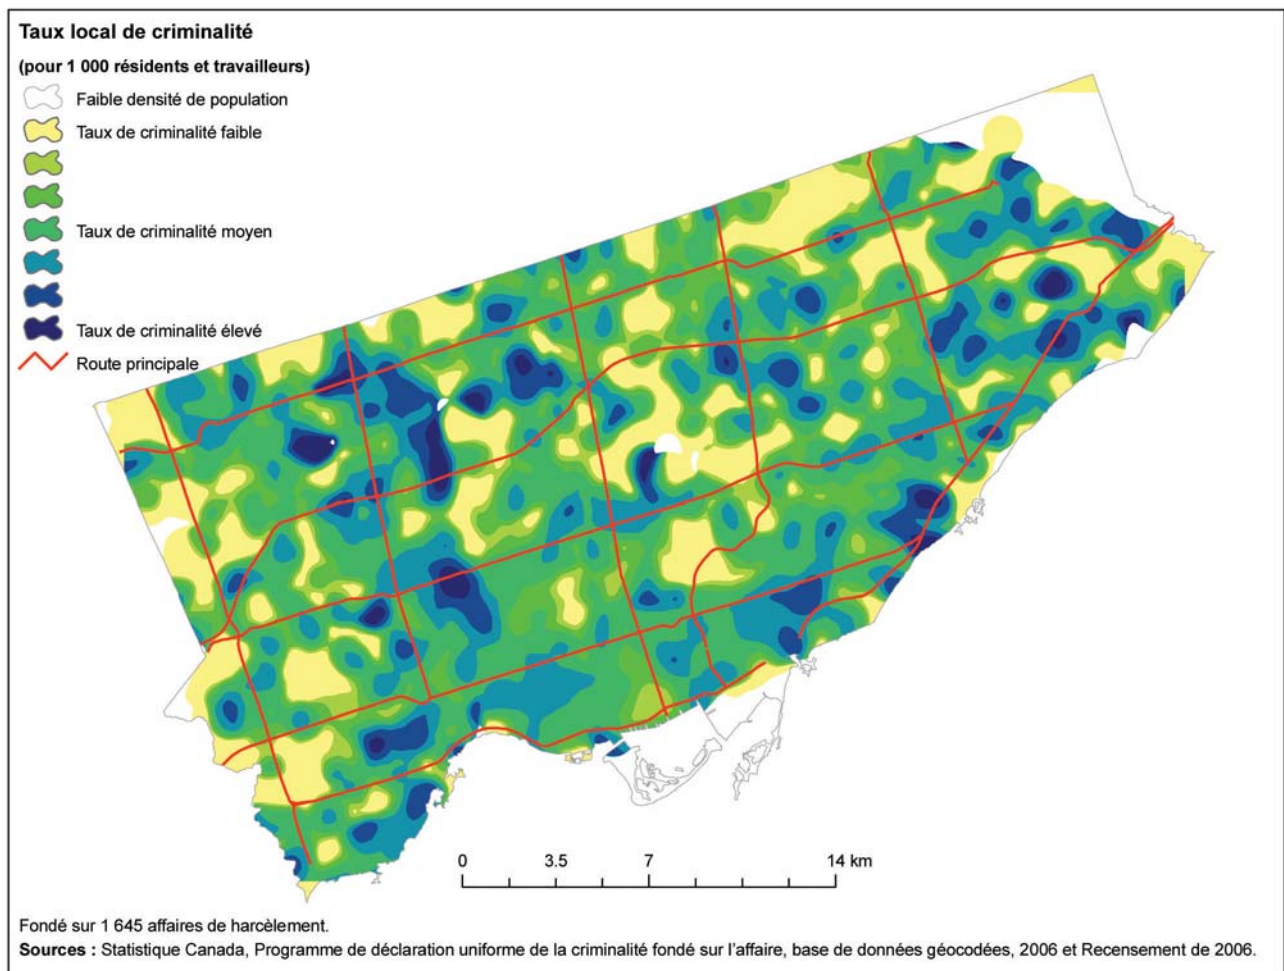 Taux local de criminalité
(pour 1 000 résidents et travailleurs)
Faible densité de population
Taux de criminalité faible
Taux de criminalité moyen
Taux de criminalité élevé
Route principale
0 3.5 7 14 km
Fondé sur 1 645 affaires de harcèlement.
Sources : Statistique Canada, Programme de déclaration uniforme de la criminalité fondé sur l'affaire, base de données géocodées, 2006 et Recensement de 2006.